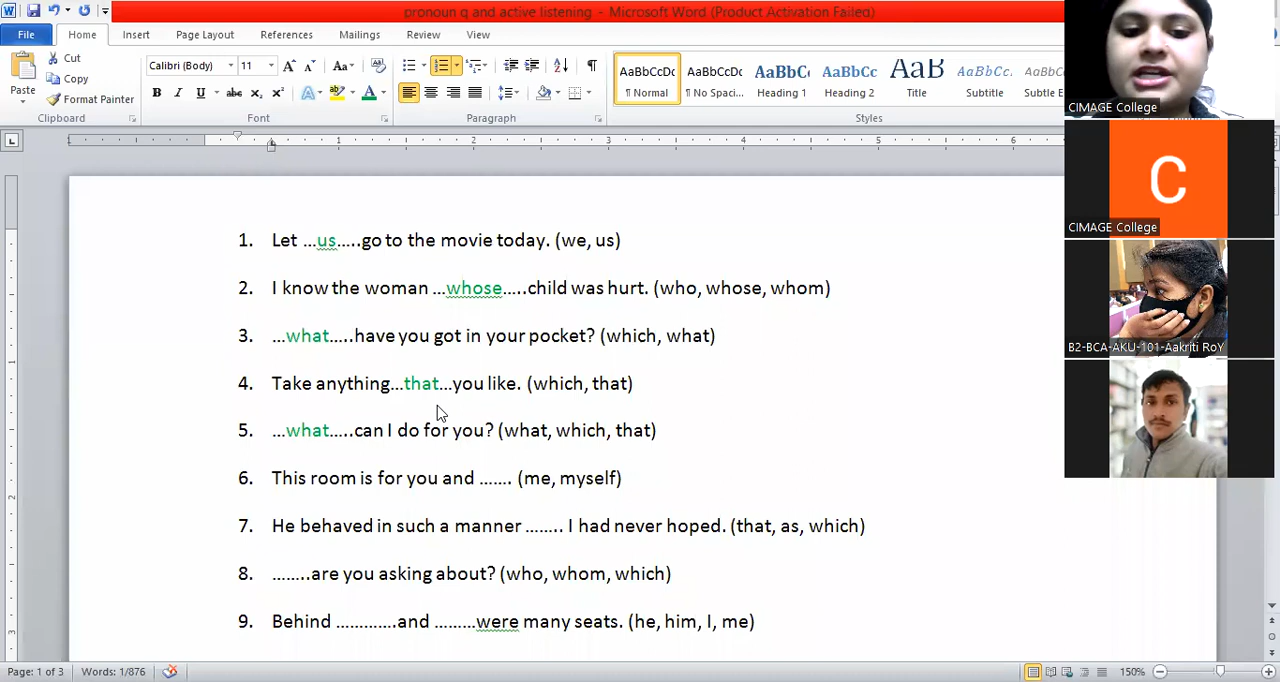 pronoun q and active listening - Microsoft Word (Product Activation Failed)
File Home Insert Page Layout References Mailings Review View
Paste
Cut
Copy
Format Painter
Clipboard
Calibri (Body) 11
Font
Paragraph
AaBbCcDc AaBbCcDc AaBbC AaBbCc AaB AaBbCc. AaBbCc
¶ Normal ¶ No Spaci... Heading 1 Heading 2 Title Subtitle Subtle E
Styles
1 1 2 3 4 5 6
1. Let ...us.....go to the movie today. (we, us)
2. I know the woman ...whose.....child was hurt. (who, whose, whom)
3. ...what.....have you got in your pocket? (which, what)
4. Take anything...that...you like. (which, that)
5. ...what.....can I do for you? (what, which, that)
6. This room is for you and ....... (me, myself)
7. He behaved in such a manner ........ I had never hoped. (that, as, which)
8. ........are you asking about? (who, whom, which)
9. Behind .............and .........were many seats. (he, him, I, me)
Page: 1 of 3 Words: 1/876 150%
CIMAGE College
C
CIMAGE College
B2-BCA-AKU-101-Aakriti RoY